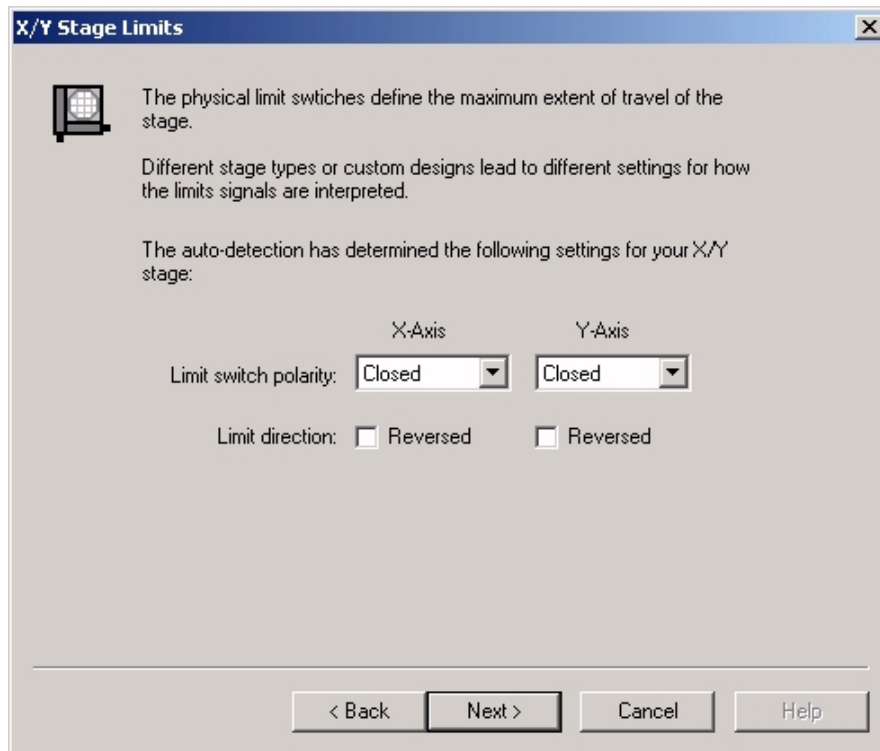 X/Y Stage Limits
The physical limit swtiches define the maximum extent of travel of the
stage.
Different stage types or custom designs lead to different settings for how
the limits signals are interpreted.
The auto-detection has determined the following settings for your X/Y
stage:
X-Axis Y-Axis
Limit switch polarity: Closed Closed
Limit direction: Reversed Reversed
< Back Next > Cancel Help